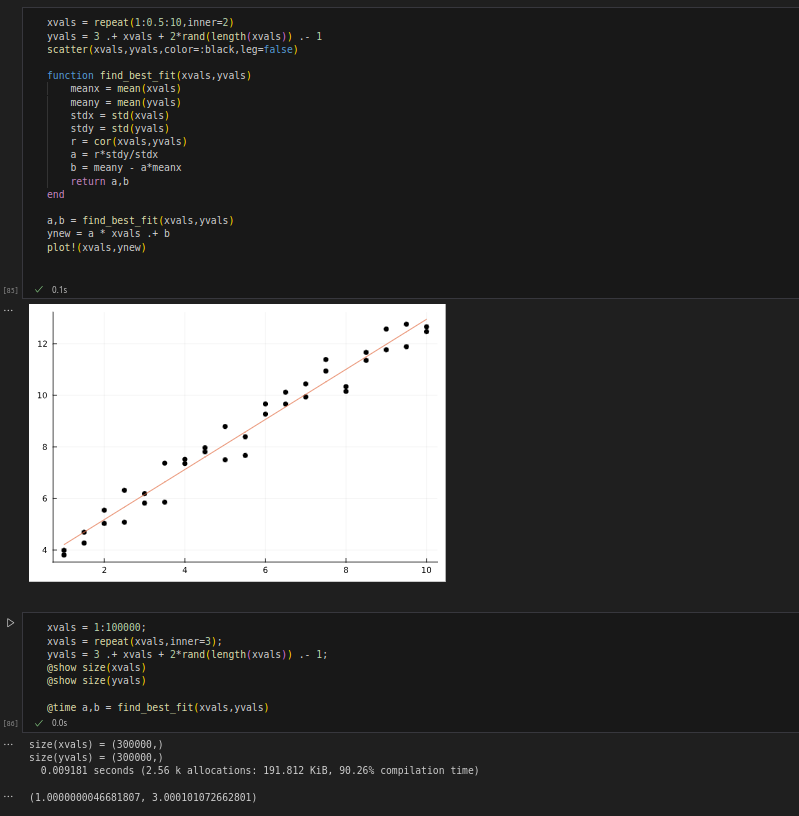 xvals = repeat(1:0.5:10,inner=2)
yvals = 3 .+ xvals + 2*rand(length(xvals)) .- 1
scatter(xvals,yvals,color=:black,leg=false)
function find_best_fit(xvals,yvals)
meanx = mean(xvals)
meany = mean(yvals)
stdx = std(xvals)
stdy = std(yvals)
r = cor(xvals,yvals)
a = r*stdy/stdx
b = meany - a*meanx
return a,b
end
a,b = find_best_fit(xvals,yvals)
ynew = a * xvals .+ b
plot!(xvals,ynew)
[85] 0.1s
...
12
10
8
6
4
2 4 6 8 10
xvals = 1:100000;
xvals = repeat(xvals,inner=3);
yvals = 3 .+ xvals + 2*rand(length(xvals)) .- 1;
@show size(xvals)
@show size(yvals)
@time a,b = find_best_fit(xvals,yvals)
[86] 0.0s
... size(xvals) = (300000,)
size(yvals) = (300000,)
0.009181 seconds (2.56 k allocations: 191.812 KiB, 90.26% compilation time)
... (1.0000000046681807, 3.000101072662801)